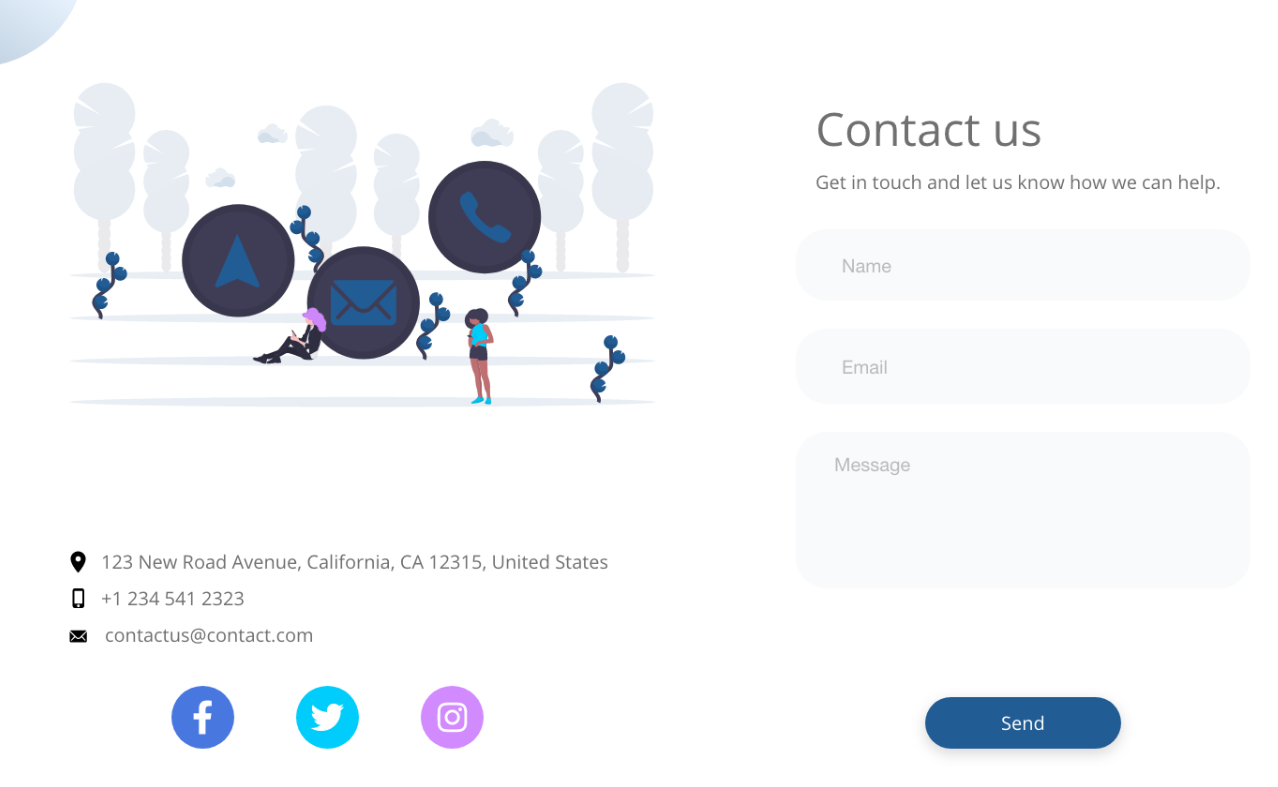 Contact us
Get in touch and let us know how we can help.
Name
Email
Message
123 New Road Avenue, California, CA 12315, United States
+1 234 541 2323
contactus@contact.com
Send